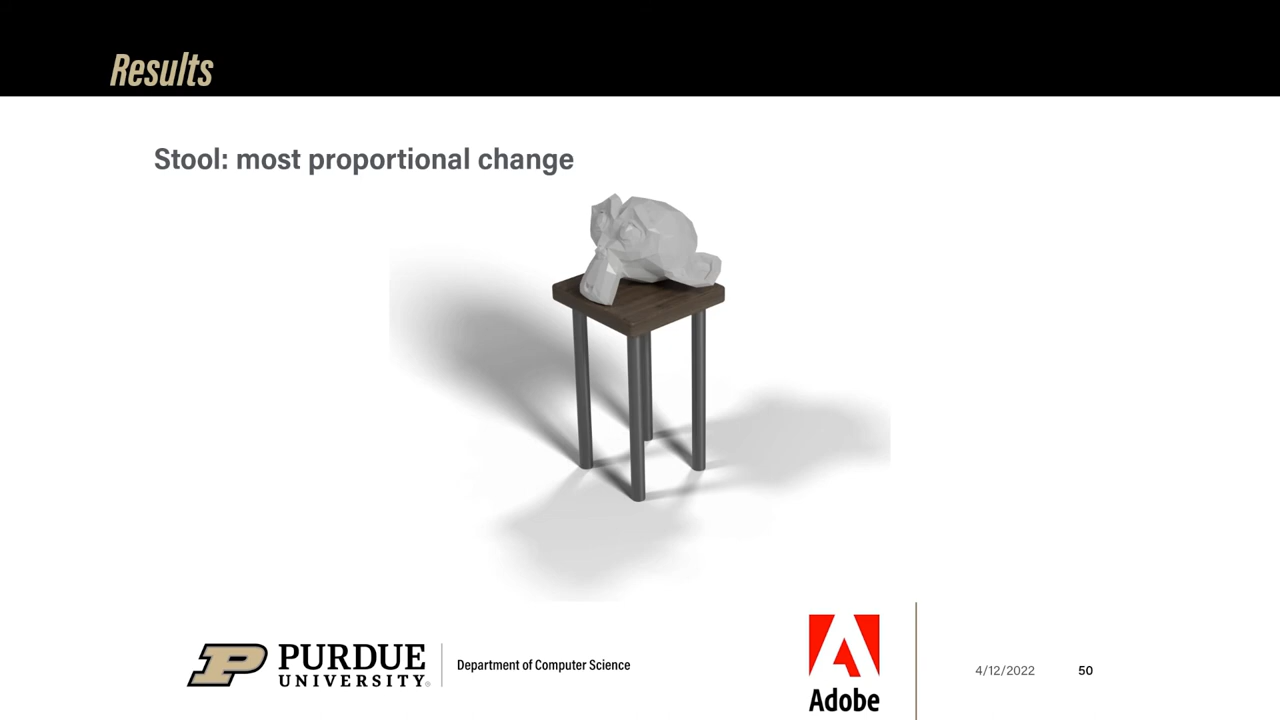 Results
Stool: most proportional change
PURDUE
UNIVERSITY®
Department of Computer Science
Adobe
4/12/2022
50